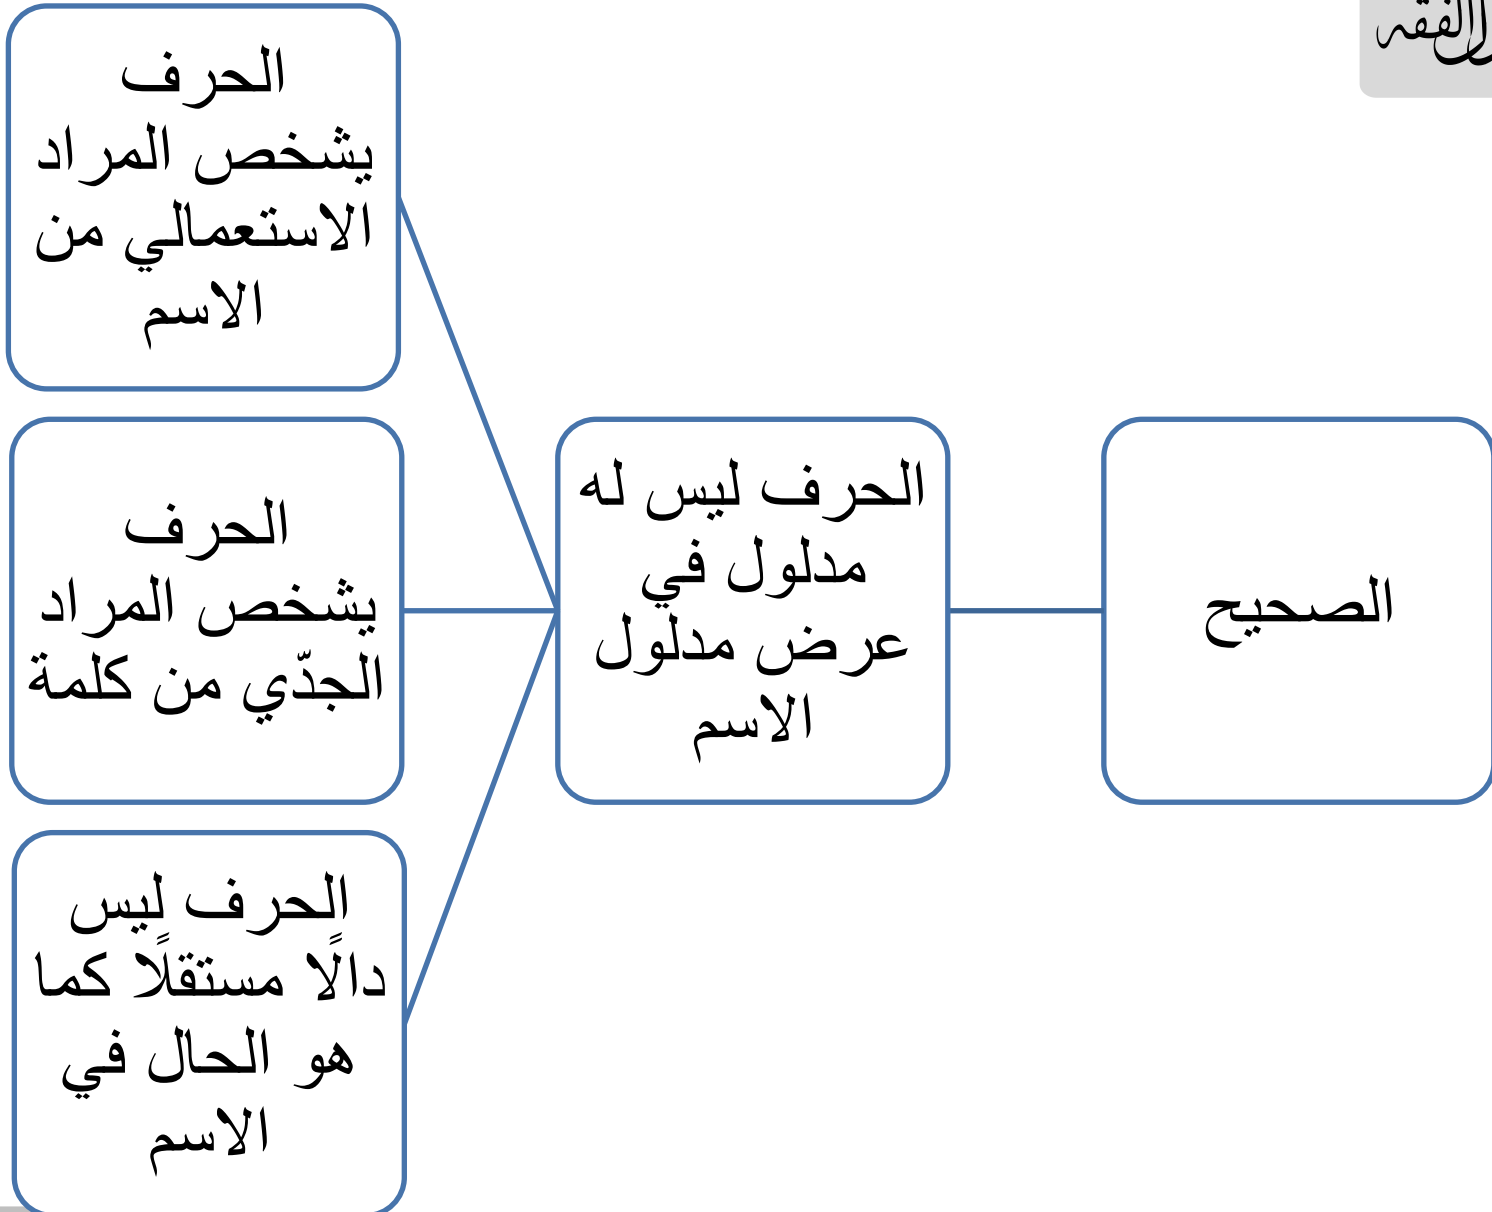 الفقه
الصحيح
الحرف ليس له
مدلول في
عرض مدلول
الاسم
الحرف
يشخص المراد
الاستعمالي من
الاسم
الحرف
يشخص المراد
الجدّي من كلمة
الحرف ليس
دالًا مستقلًا كما
هو الحال في
الاسم